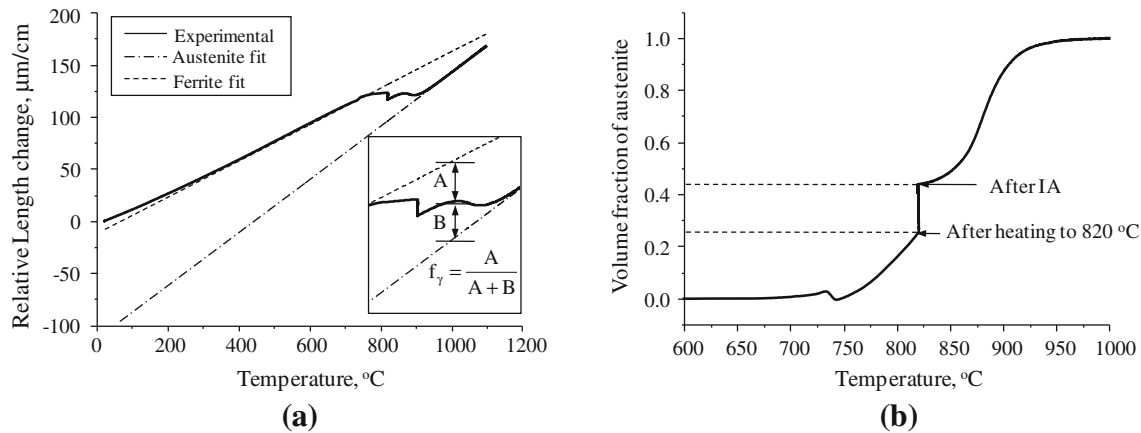 200
150
100
50
0
-50
-100
Relative Length change, μm/cm
Experimental
Austenite fit
Ferrite fit
A
B
fγ = A
A + B
0 200 400 600 800 1000 1200
Temperature, °C
(a)
1.0
0.8
0.6
0.4
0.2
0.0
Volume fraction of austenite
After IA
After heating to 820 °C
600 650 700 750 800 850 900 950 1000
Temperature, °C
(b)